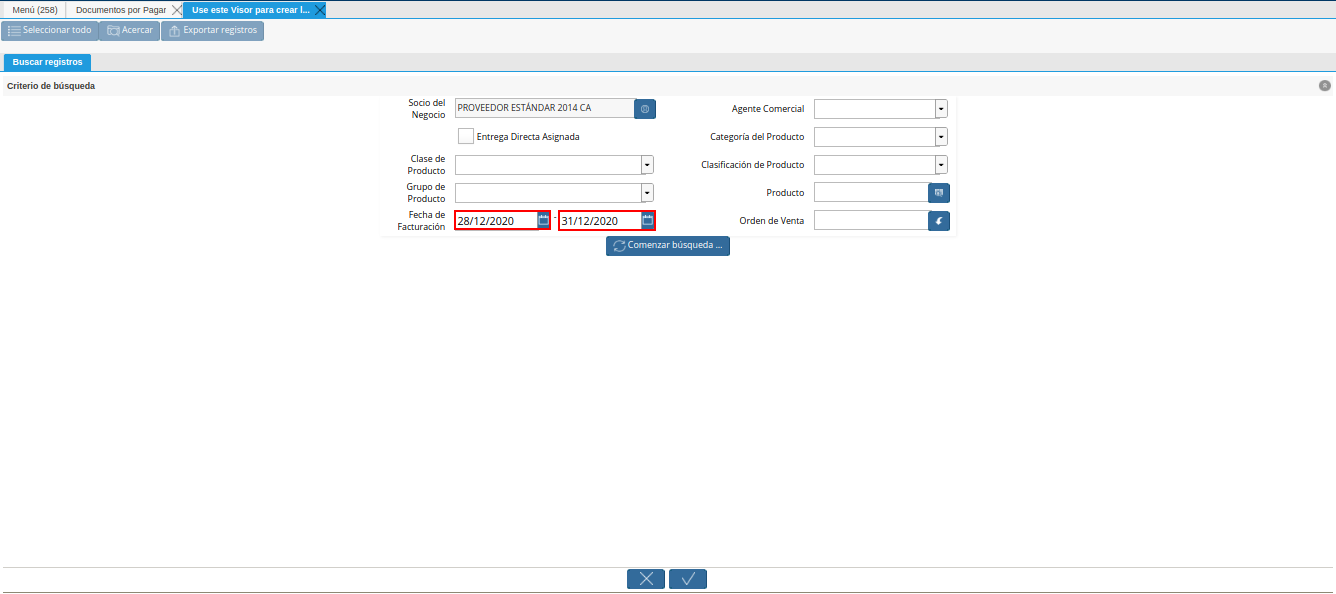 Menú (258) Documentos por Pagar Use este Visor para crear l...
Seleccionar todo Acercar Exportar registros
Buscar registros
Criterio de búsqueda
Socio del
Negocio
PROVEEDOR ESTÁNDAR 2014 CA
Agente Comercial
Entrega Directa Asignada
Categoría del Producto
Clase de
Producto
Clasificación de Producto
Grupo de
Producto
Producto
Fecha de
Facturación
28/12/2020 - 31/12/2020
Orden de Venta
Comenzar búsqueda ...